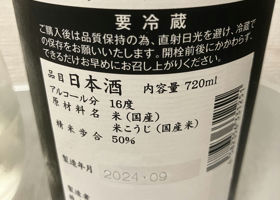 要冷蔵
ご購入後は品質保持の為、直射日光を避け、冷蔵で
の保存をお願い致します。開栓前後にかかわらず、
できるだけお早めにお召し上がりください。
品目 日本酒 内容量 720ml
アルコール分 16度
原材料名 米(国産)
米こうじ(国産米)
精米歩合 50%
製造年月 2024.09
製造者